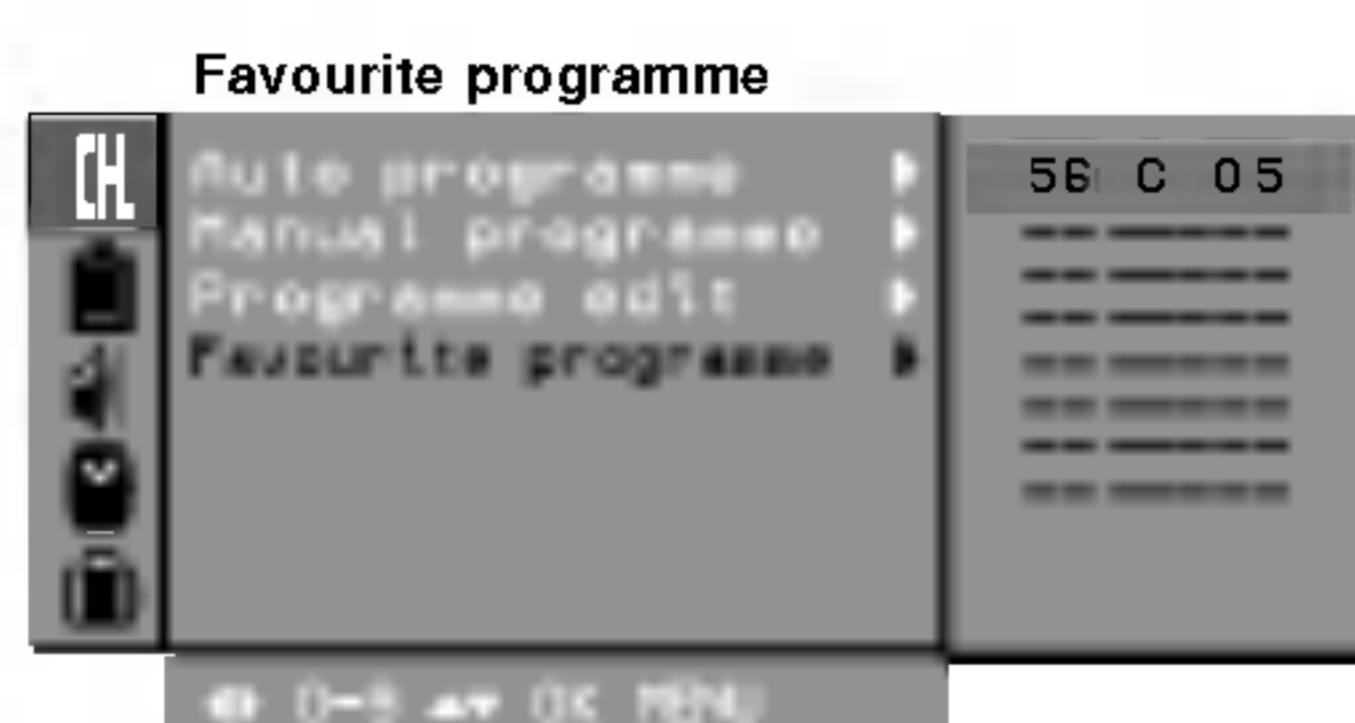 Favourite programme
CH.
Auto programme
Manual programme
Programme edit
Favourite programme
56 C 05
-- ------
-- ------
-- ------
-- ------
-- ------
-- ------
-- ------
0-9 OK MENU